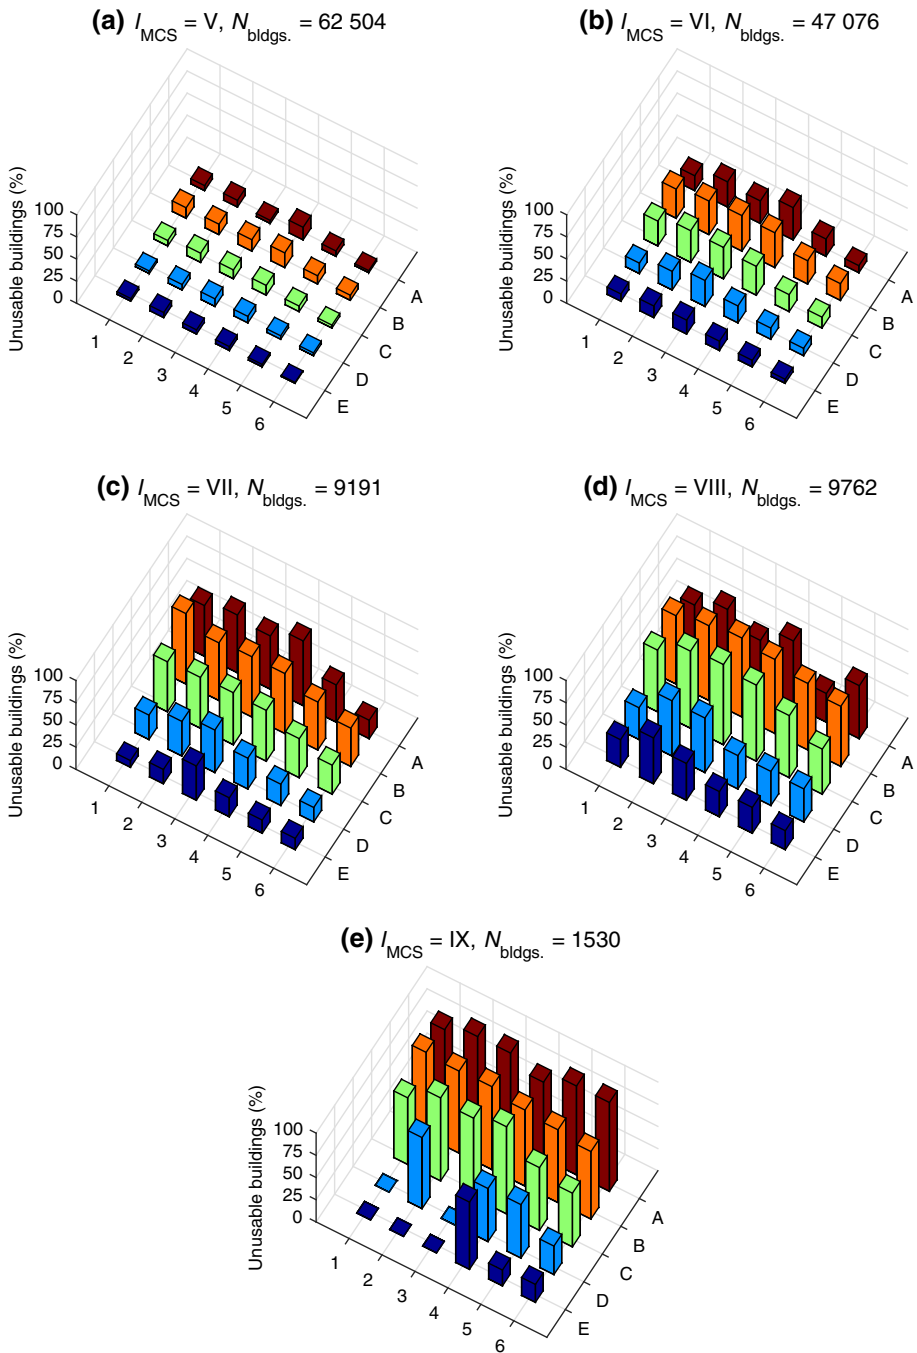 (a) I_MCS = V, N_bldgs. = 62 504
Unusable buildings (%)
100
75
50
25
0
1
2
3
4
5
6
A
B
C
D
E
(b) I_MCS = VI, N_bldgs. = 47 076
Unusable buildings (%)
100
75
50
25
0
1
2
3
4
5
6
A
B
C
D
E
(c) I_MCS = VII, N_bldgs. = 9191
Unusable buildings (%)
100
75
50
25
0
1
2
3
4
5
6
A
B
C
D
E
(d) I_MCS = VIII, N_bldgs. = 9762
Unusable buildings (%)
100
75
50
25
0
1
2
3
4
5
6
A
B
C
D
E
(e) I_MCS = IX, N_bldgs. = 1530
Unusable buildings (%)
100
75
50
25
0
1
2
3
4
5
6
A
B
C
D
E